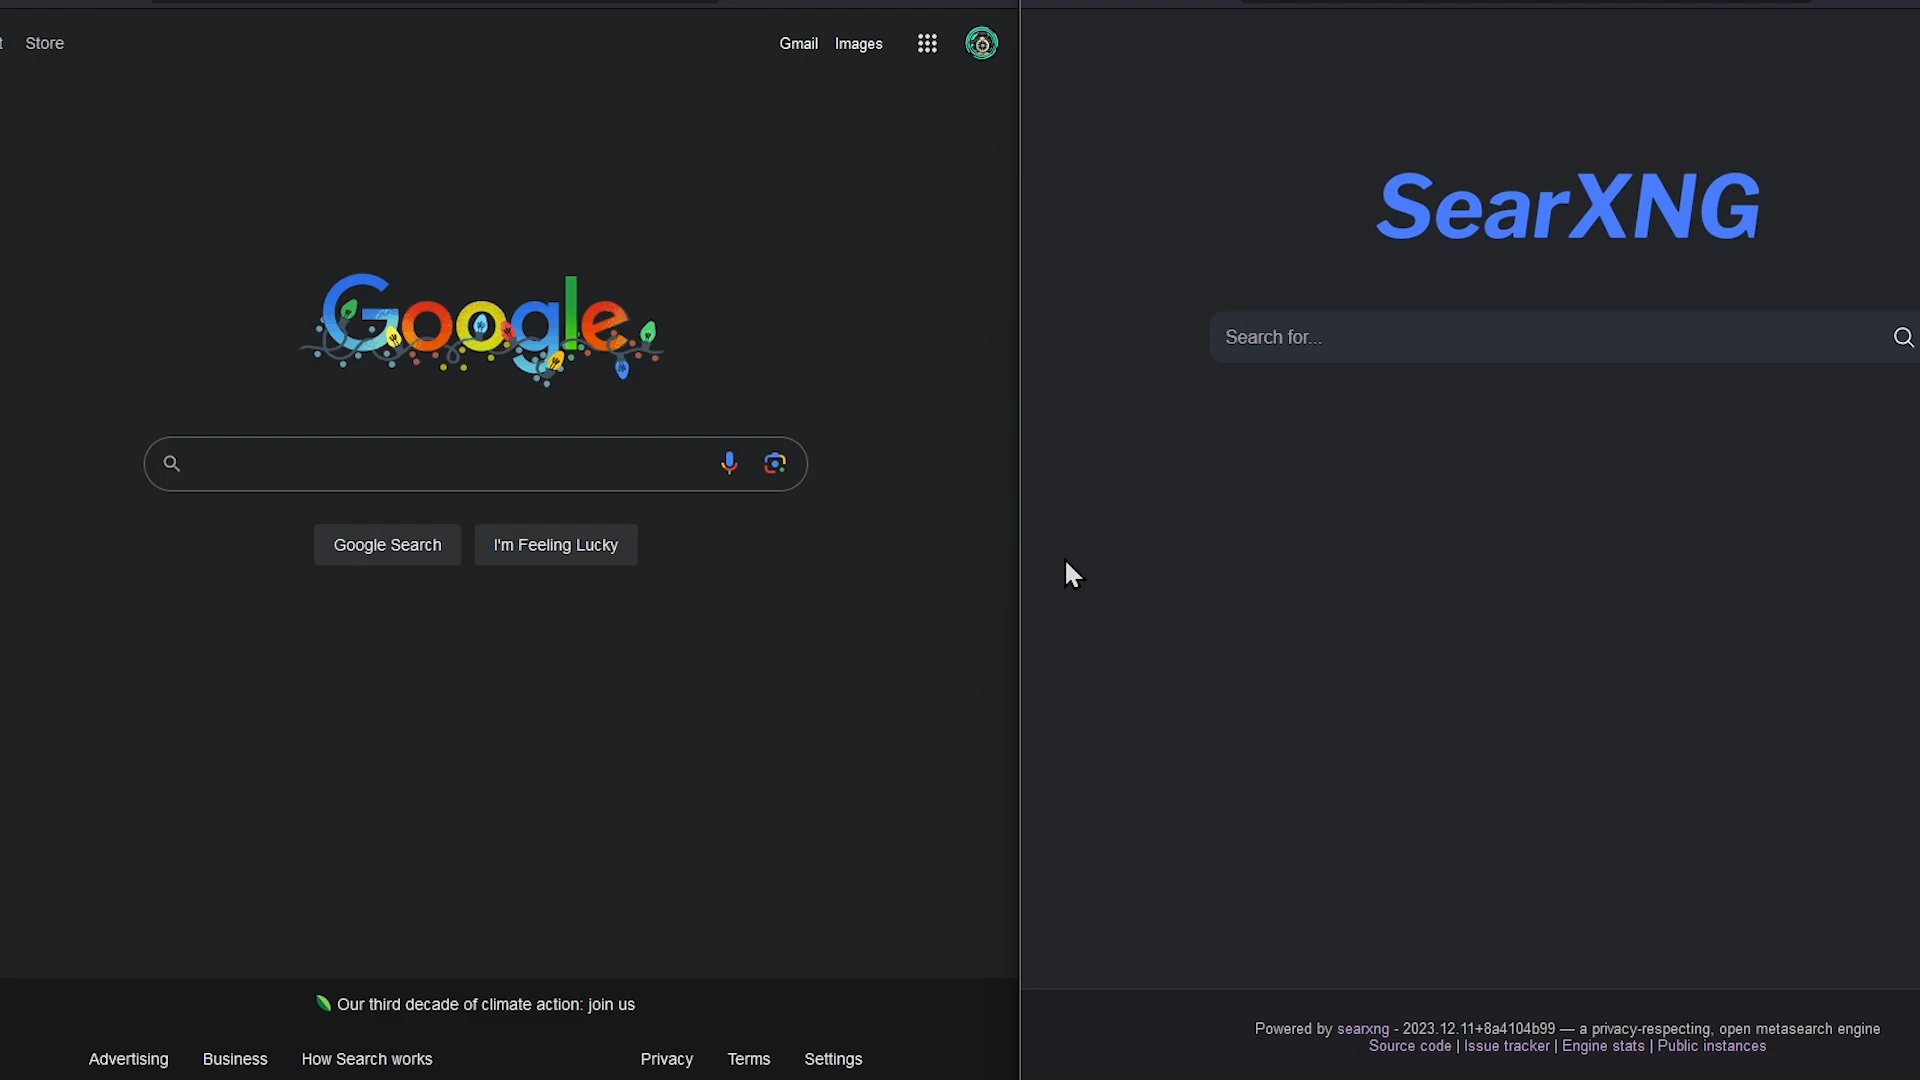 Store
Gmail Images
Google
Google Search I'm Feeling Lucky
Our third decade of climate action: join us
Advertising Business How Search works Privacy Terms Settings
SearXNG
Search for...
Powered by searxng - 2023.12.11+8a4104b99 — a privacy-respecting, open metasearch engine
Source code | Issue tracker | Engine stats | Public instances